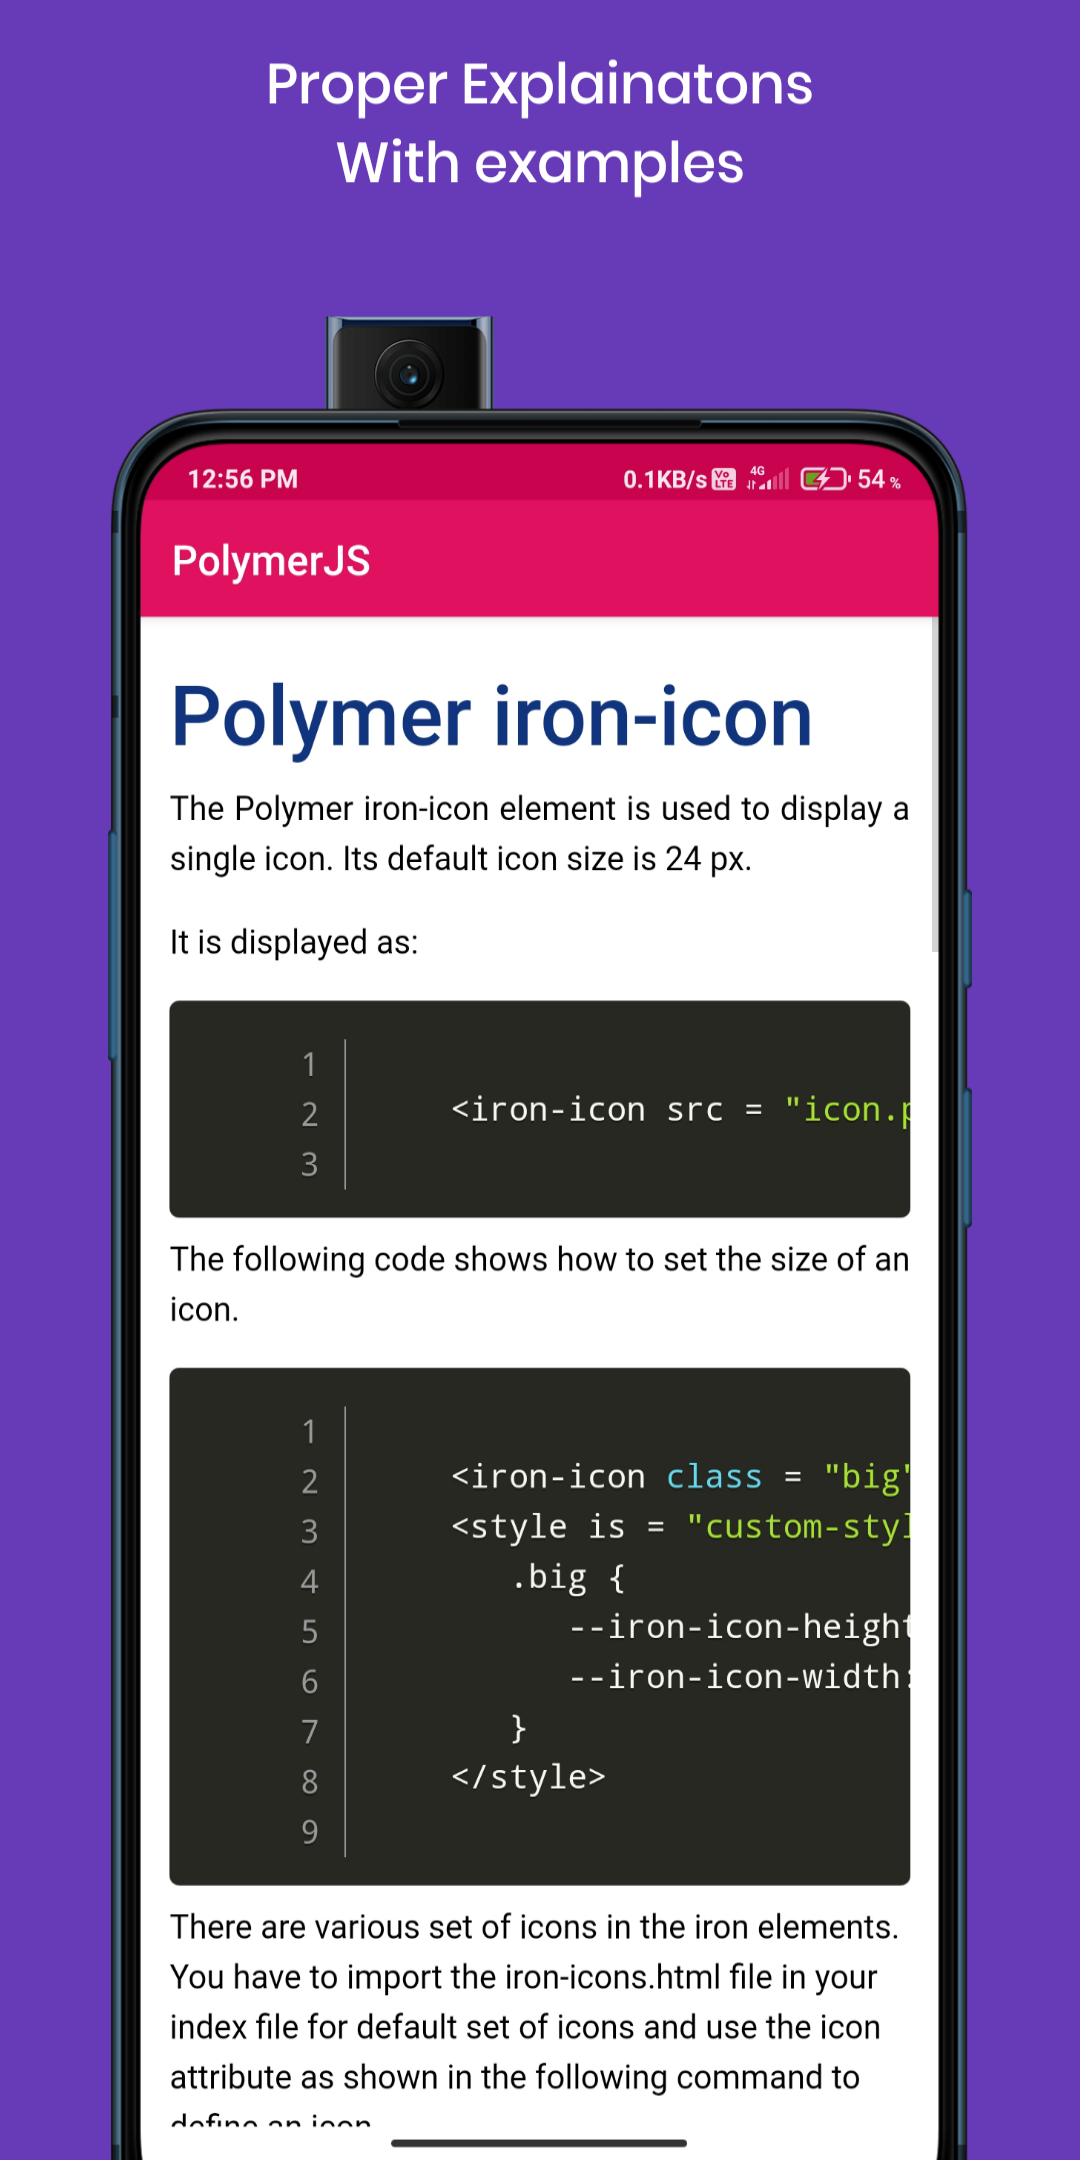 Proper Explainatons
With examples
12:56 PM 0.1KB/s Vo LTE 4G 54 %
PolymerJS
Polymer iron-icon
The Polymer iron-icon element is used to display a
single icon. Its default icon size is 24 px.
It is displayed as:
1
2 <iron-icon src = "icon.p
3
The following code shows how to set the size of an
icon.
1
2 <iron-icon class = "big"
3 <style is = "custom-styl
4 .big {
5 --iron-icon-height
6 --iron-icon-width:
7 }
8 </style>
9
There are various set of icons in the iron elements.
You have to import the iron-icons.html file in your
index file for default set of icons and use the icon
attribute as shown in the following command to
define an icon